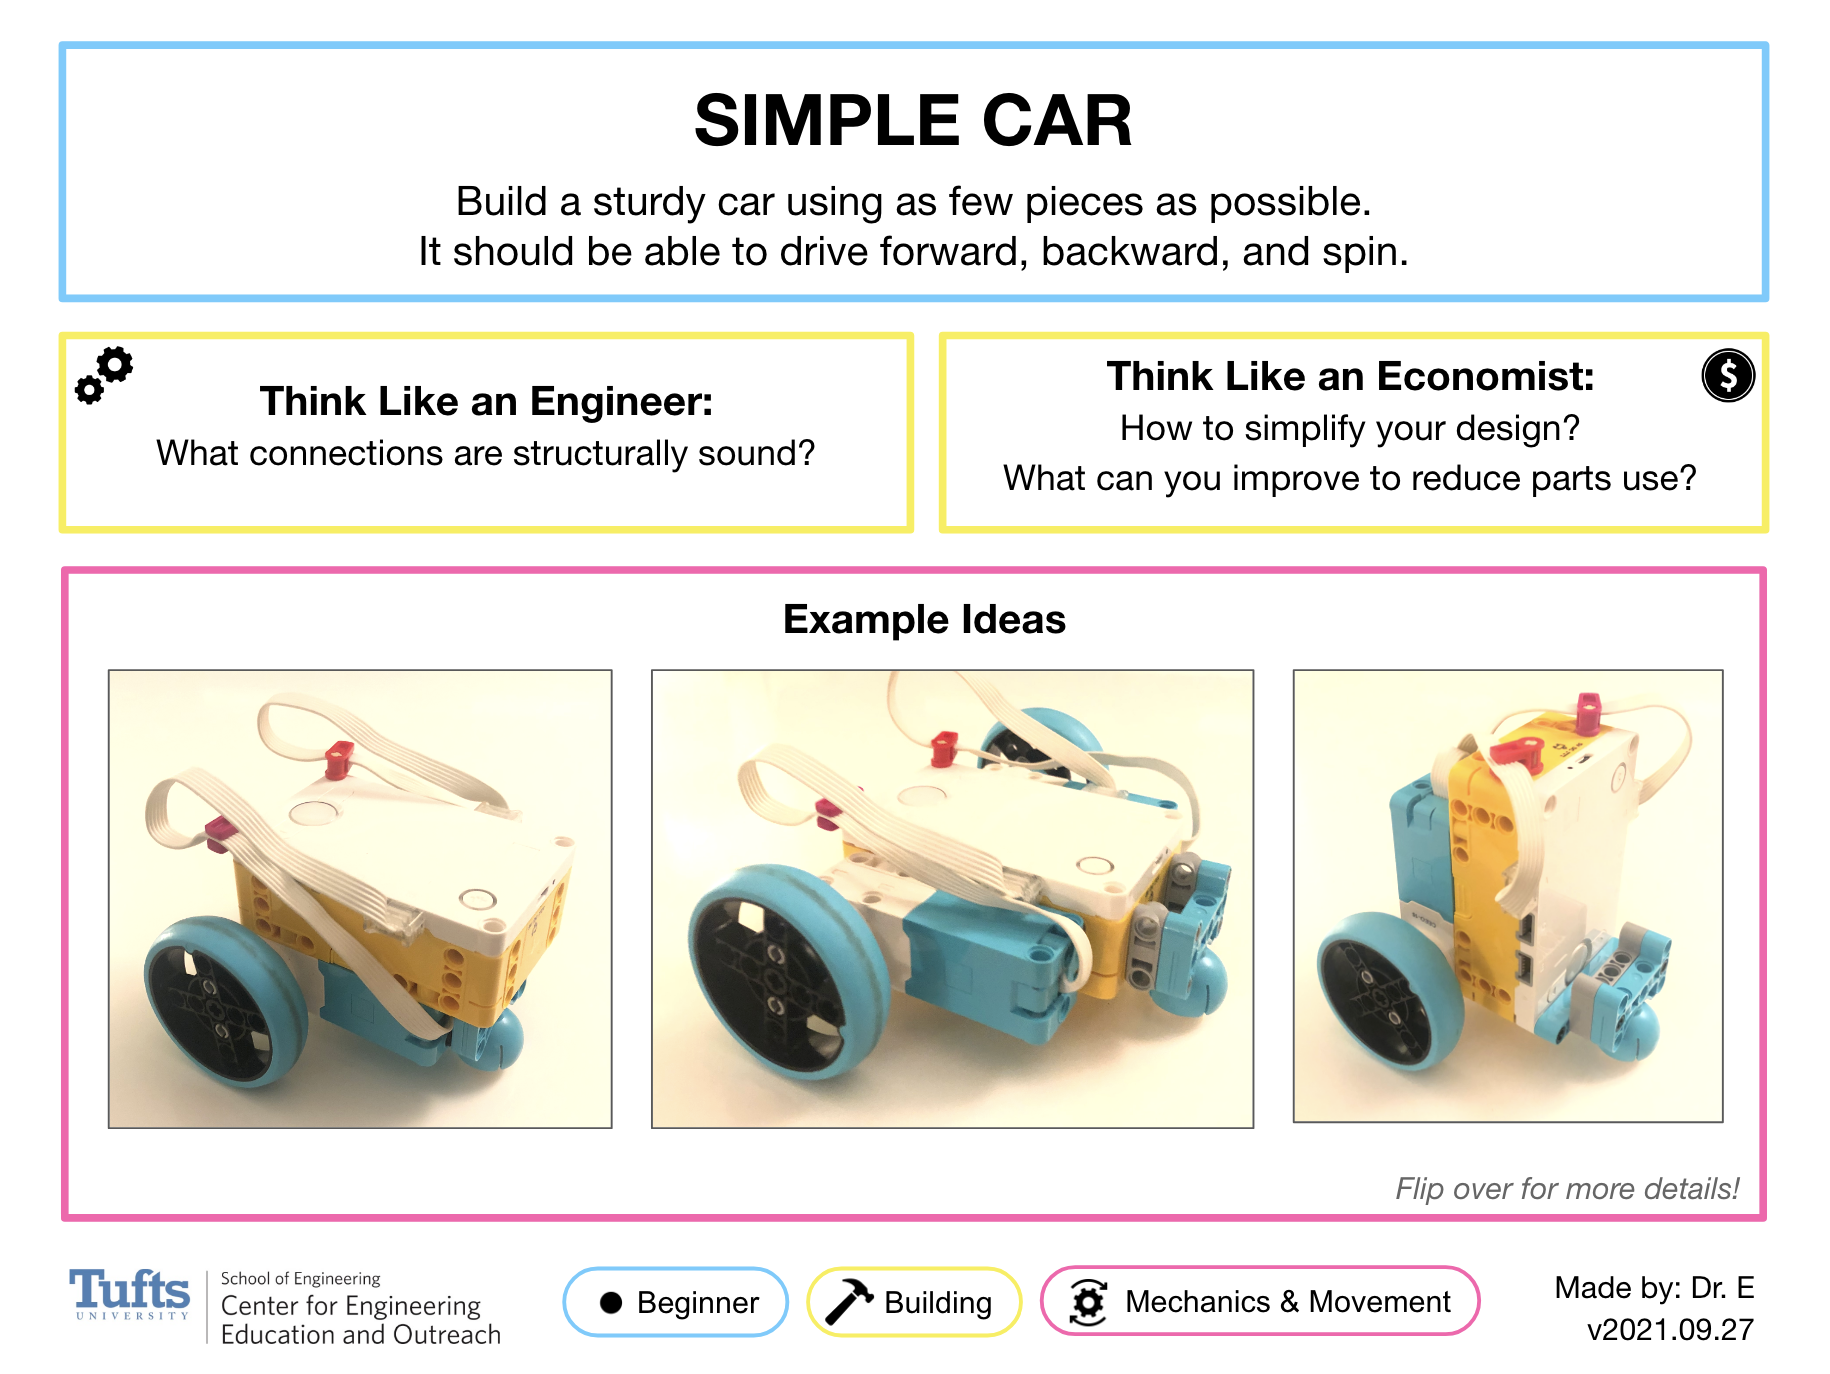 SIMPLE CAR
Build a sturdy car using as few pieces as possible.
It should be able to drive forward, backward, and spin.
Think Like an Engineer:
What connections are structurally sound?
$
Think Like an Economist:
How to simplify your design?
What can you improve to reduce parts use?
Example Ideas
Flip over for more details!
Tufts
UNIVERSITY
School of Engineering
Center for Engineering
Education and Outreach
Beginner
Building
Mechanics & Movement
Made by: Dr. E
v2021.09.27